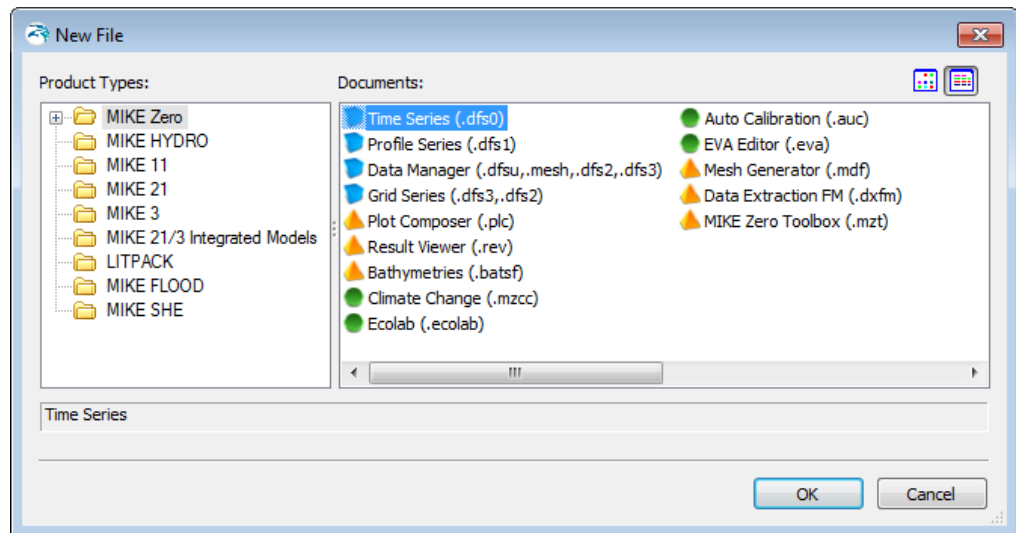 New File
Product Types:
Documents:
MIKE Zero
MIKE HYDRO
MIKE 11
MIKE 21
MIKE 3
MIKE 21/3 Integrated Models
LITPACK
MIKE FLOOD
MIKE SHE
Time Series (.dfs0)
Profile Series (.dfs1)
Data Manager (.dfsu,.mesh,.dfs2,.dfs3)
Grid Series (.dfs3,.dfs2)
Plot Composer (.plc)
Result Viewer (.rev)
Bathymetries (.batsf)
Climate Change (.mzcc)
Ecolab (.ecolab)
Auto Calibration (.auc)
EVA Editor (.eva)
Mesh Generator (.mdf)
Data Extraction FM (.dxfm)
MIKE Zero Toolbox (.mzt)
Time Series
OK
Cancel